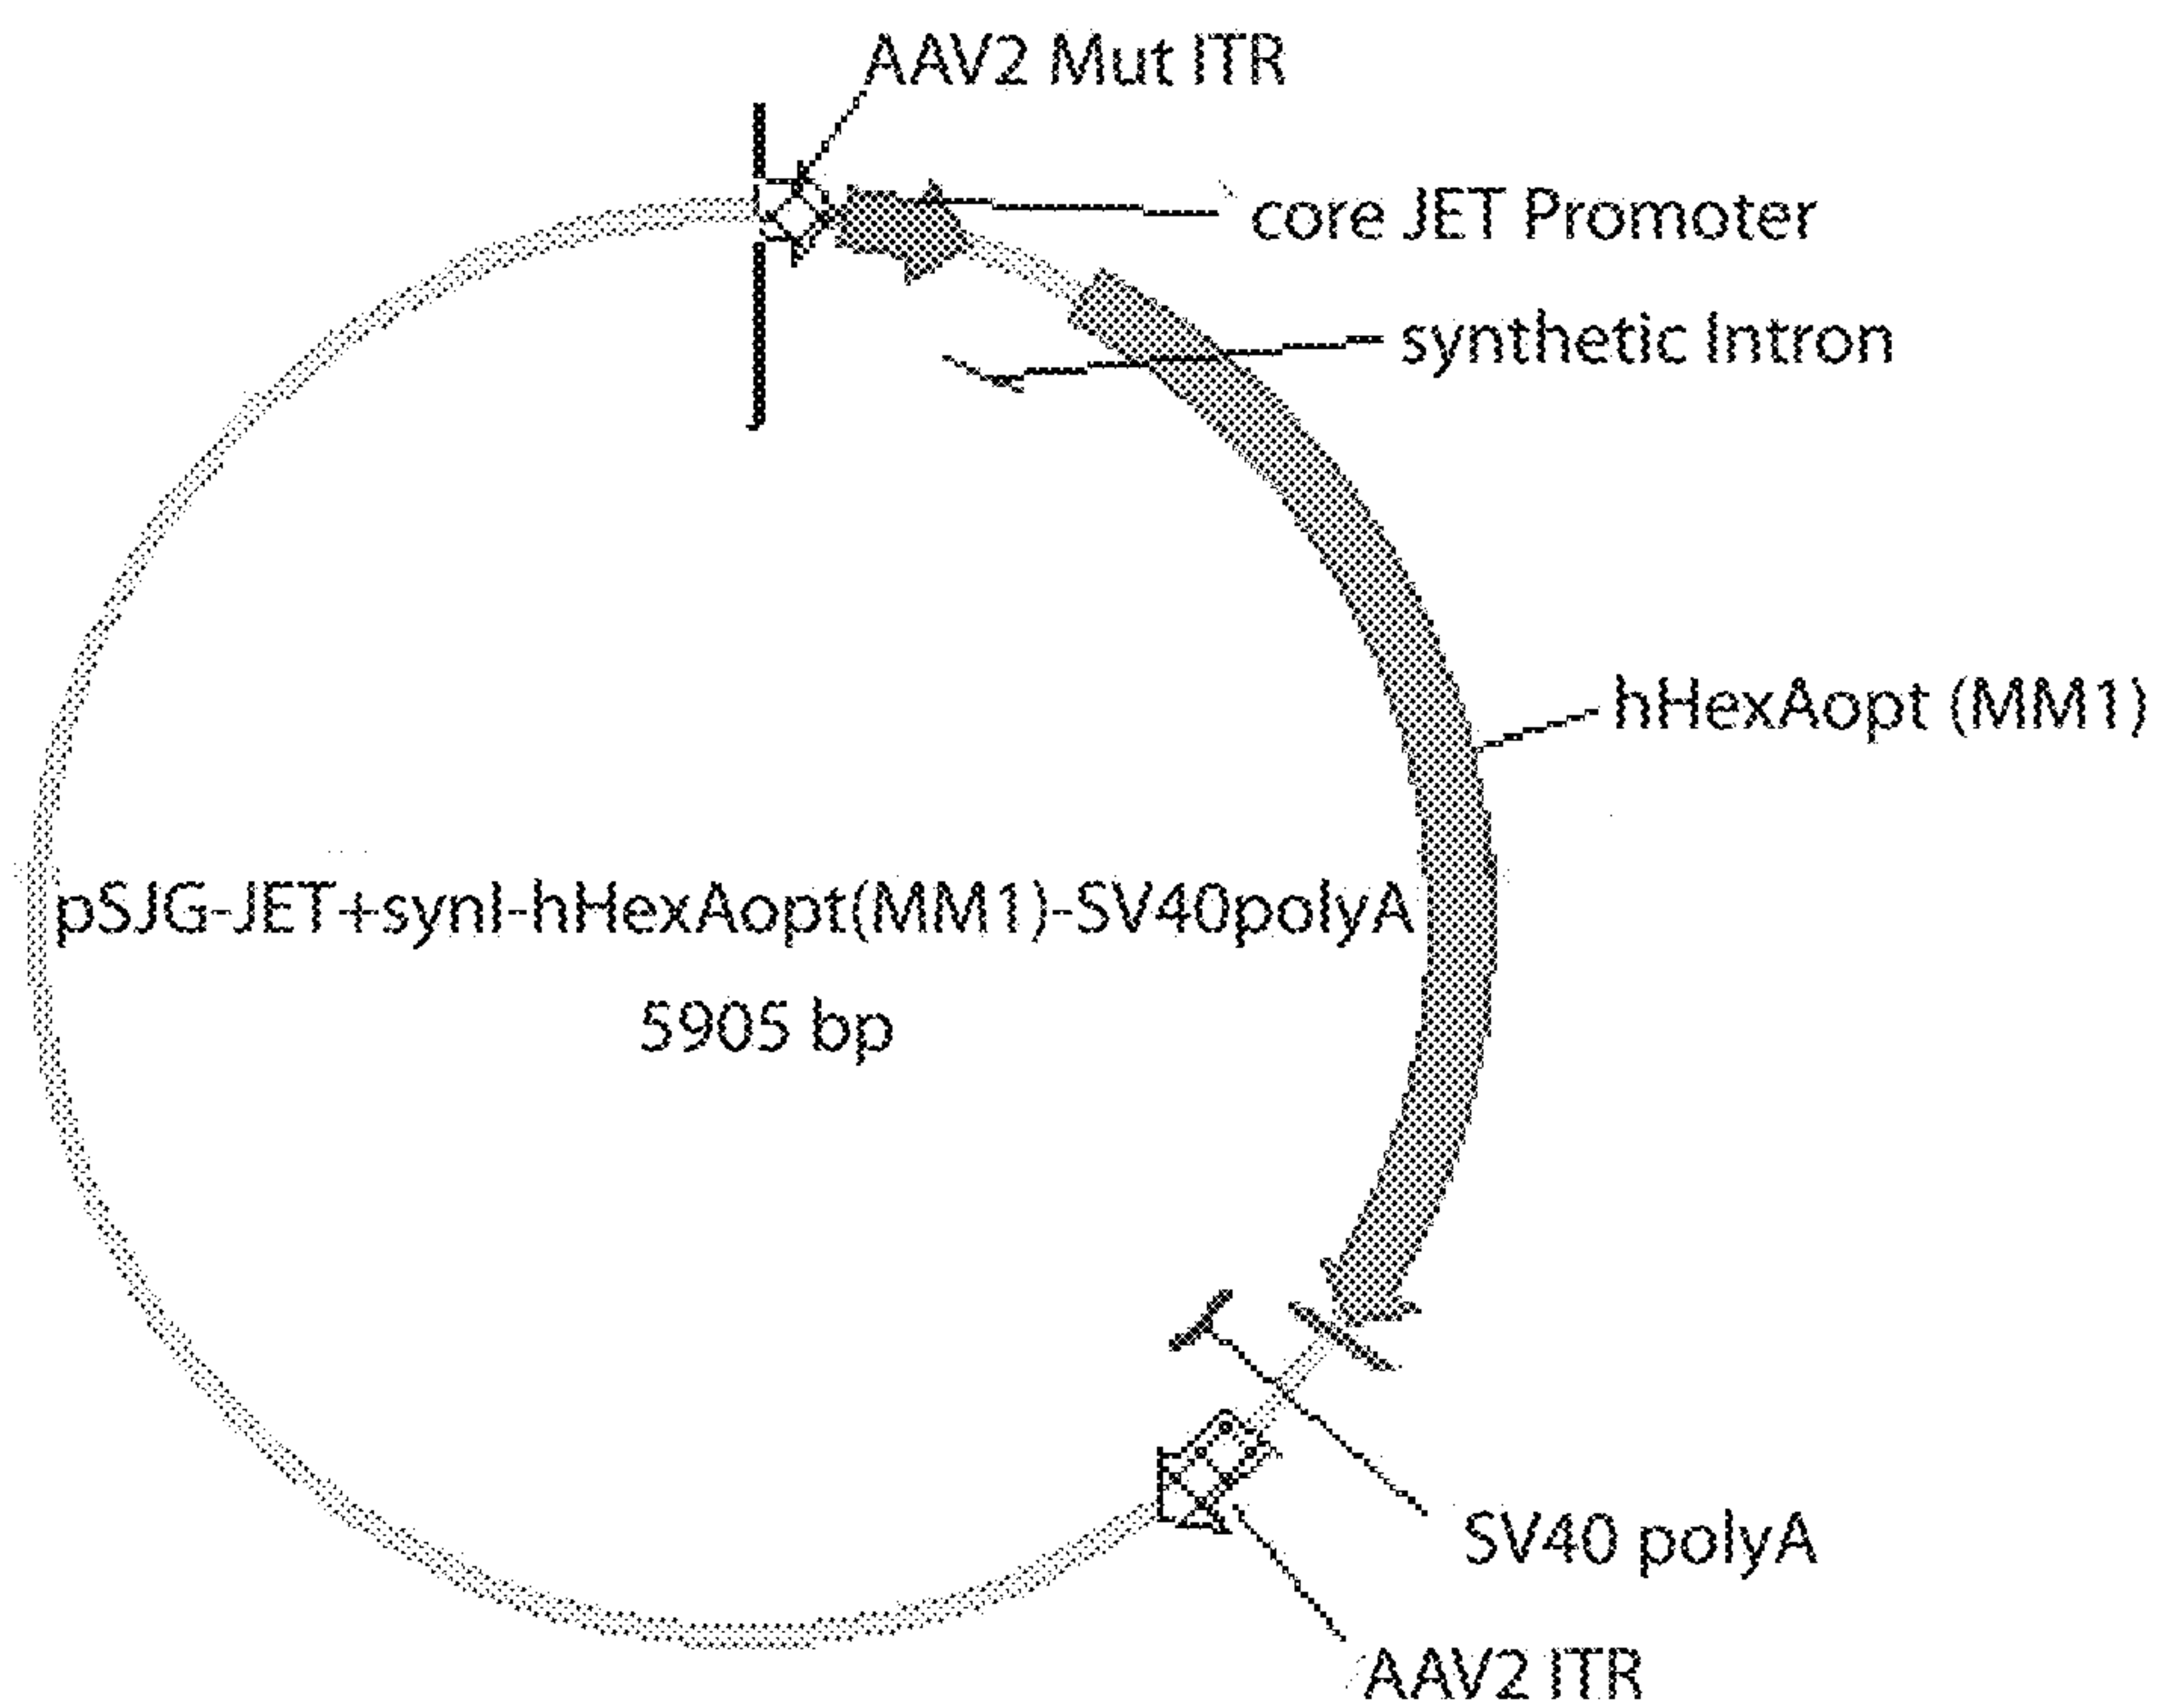 AAV2 Mut ITR
core JET Promoter
synthetic Intron
hHexAopt (MM1)
pSJG-JET+synI-hHexAopt(MM1)-SV40polyA
5905 bp
SV40 polyA
AAV2 ITR